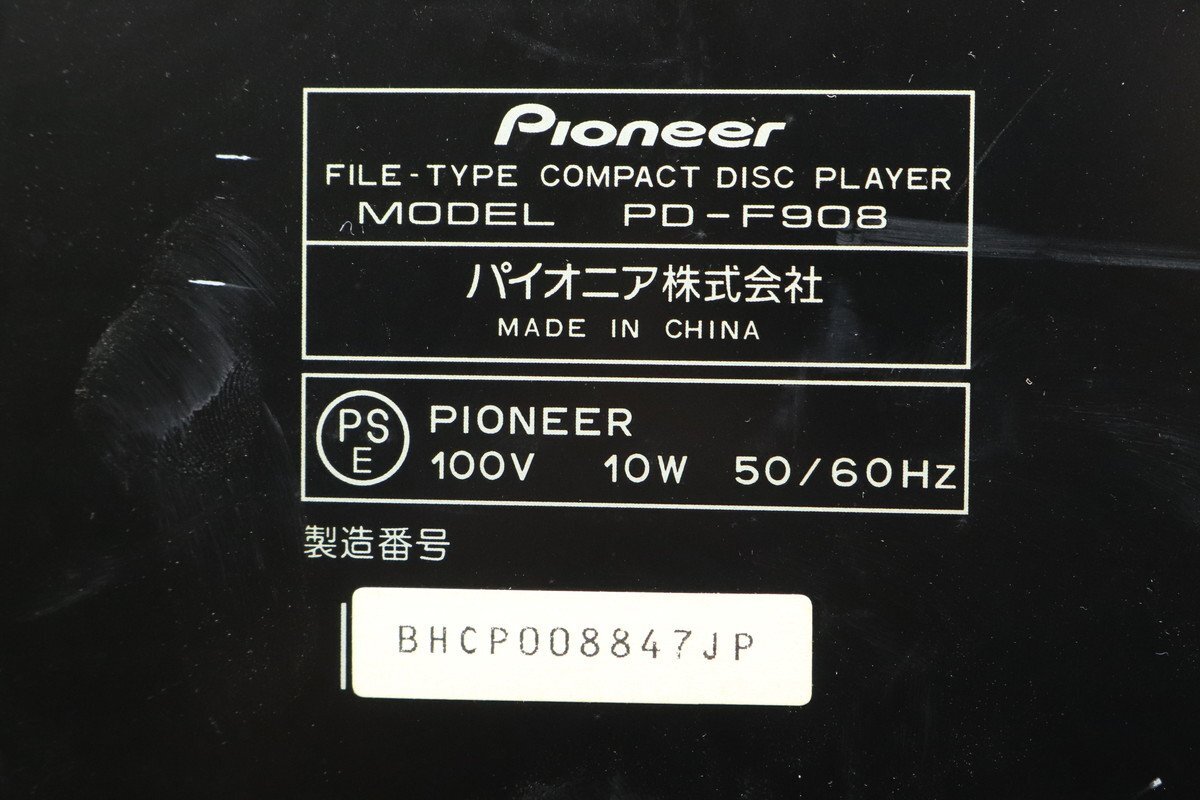 Pioneer
FILE-TYPE COMPACT DISC PLAYER
MODEL PD-F908
パイオニア株式会社
MADE IN CHINA
PS
E
PIONEER
100V 10W 50/60Hz
製造番号
BHCP008847JP